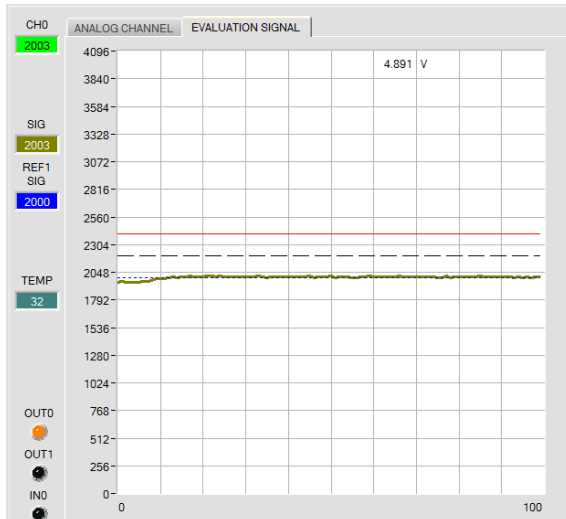 CH0
2003
SIG
2003
REF1
SIG
2000
TEMP
32
OUT0
OUT1
IN0
ANALOG CHANNEL EVALUATION SIGNAL
4.891 V
4096
3840
3584
3328
3072
2816
2560
2304
2048
1792
1536
1280
1024
768
512
256
0
0 100